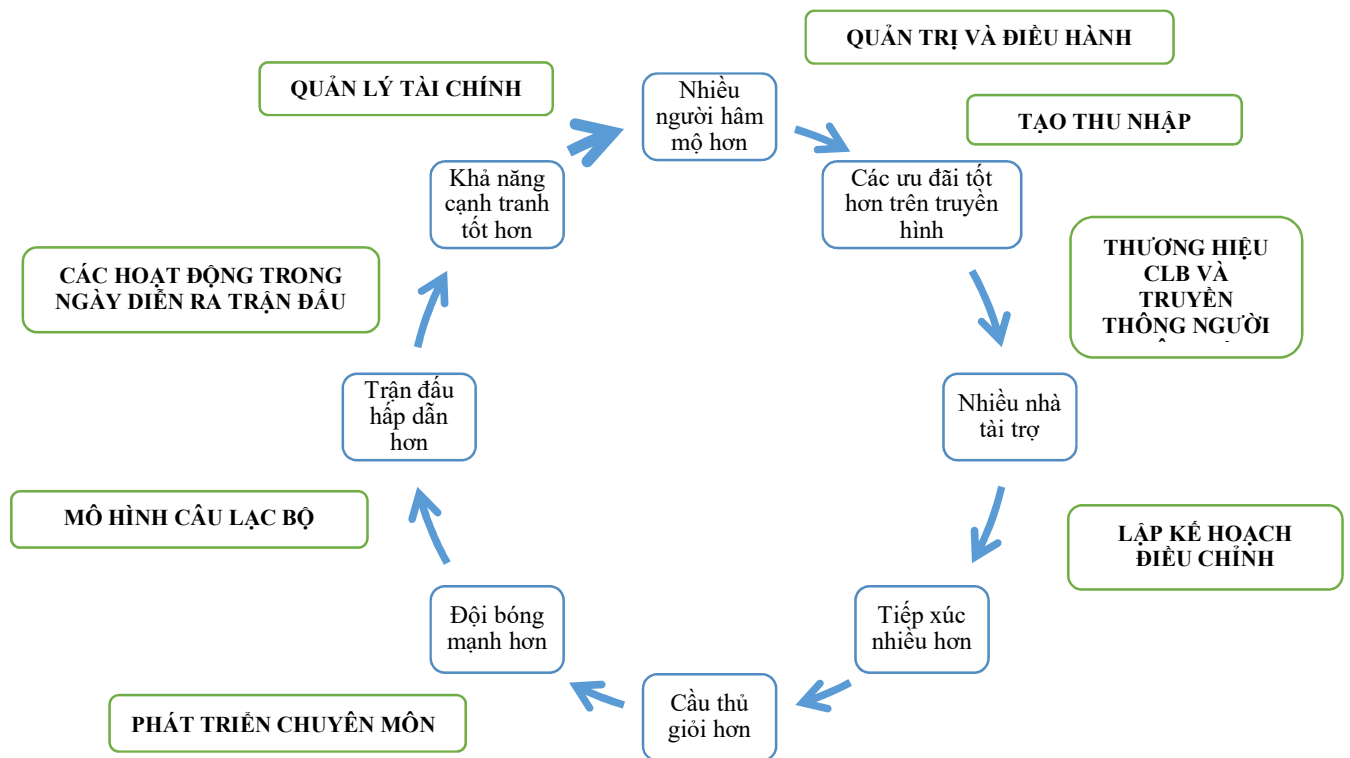 QUẢN TRỊ VÀ ĐIỀU HÀNH
QUẢN LÝ TÀI CHÍNH
Nhiều
người hâm
mộ hơn
TẠO THU NHẬP
Khả năng
cạnh tranh
tốt hơn
Các ưu đãi tốt
hơn trên truyền
hình
THƯƠNG HIỆU
CLB VÀ
TRUYỀN
THÔNG NGƯỜI
CÁC HOẠT ĐỘNG TRONG
NGÀY DIỄN RA TRẬN ĐẤU
Trận đấu
hấp dẫn
hơn
Nhiều nhà
tài trợ
MÔ HÌNH CÂU LẠC BỘ
LẬP KẾ HOẠCH
ĐIỀU CHỈNH
Đội bóng
mạnh hơn
Tiếp xúc
nhiều hơn
Cầu thủ
giỏi hơn
PHÁT TRIỂN CHUYÊN MÔN